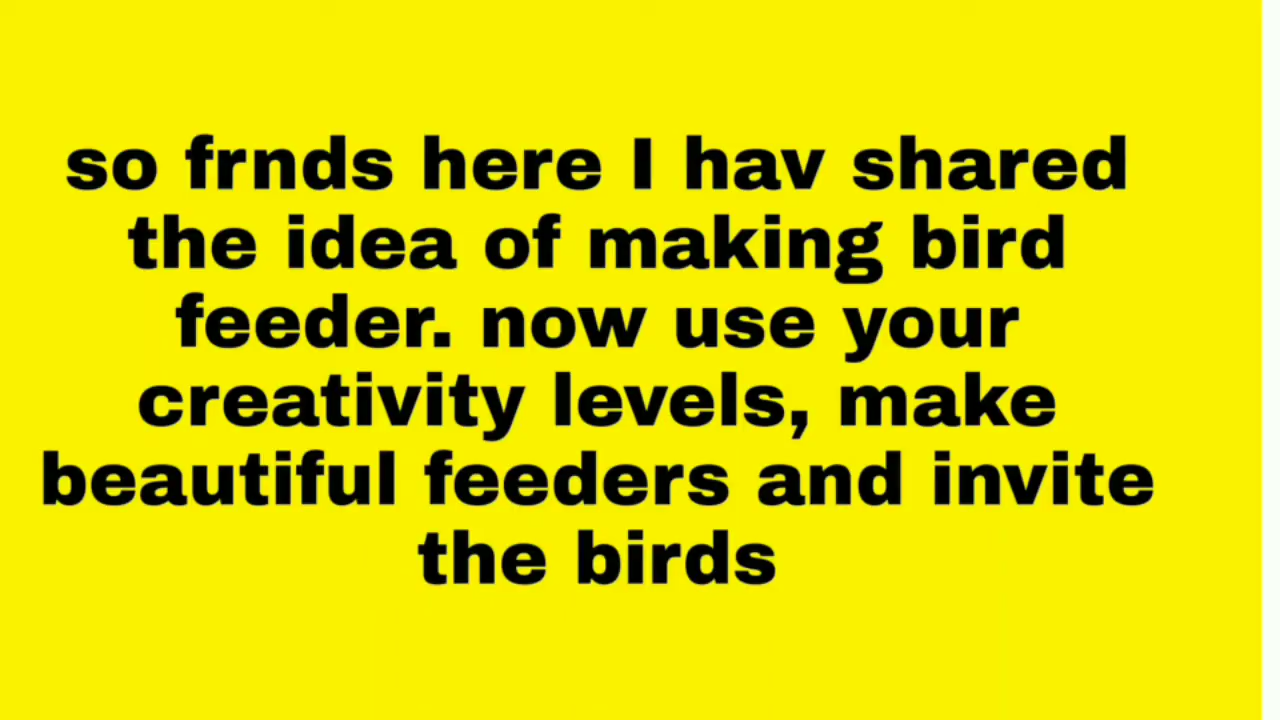 so frnds here I hav shared
the idea of making bird
feeder. now use your
creativity levels, make
beautiful feeders and invite
the birds